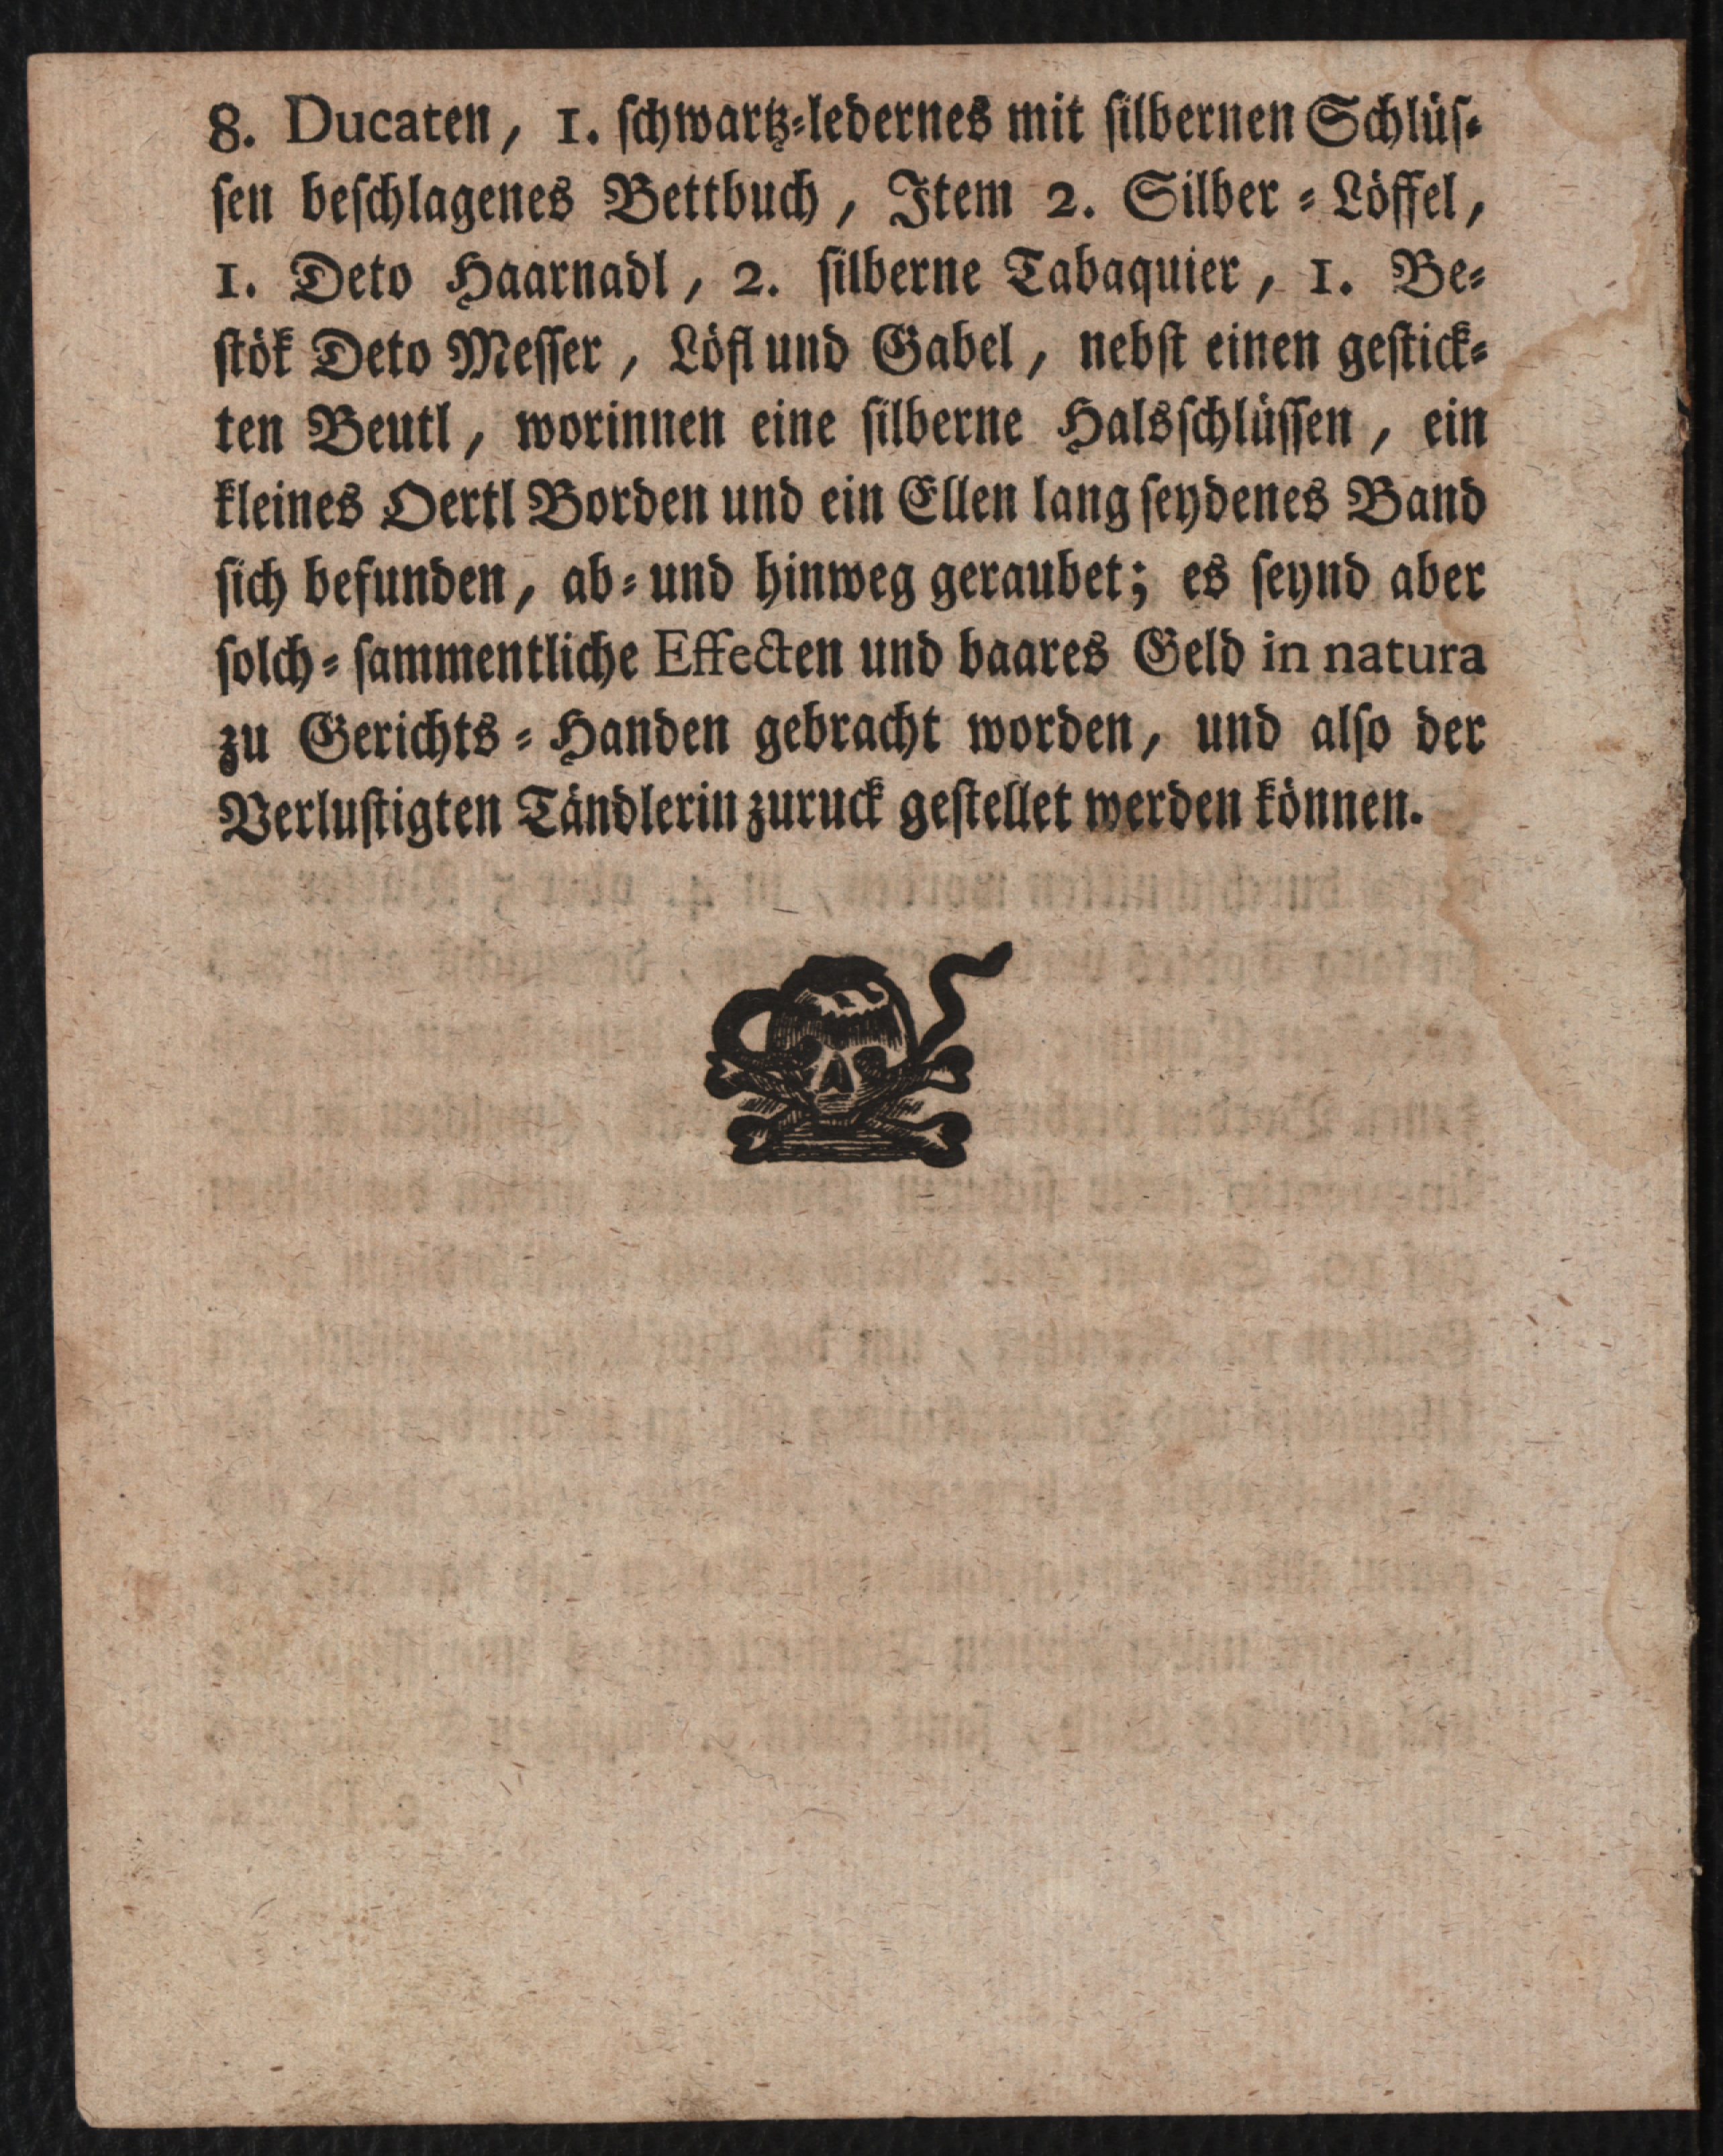 8. Ducaten, 1. ſchwartz-ledernes mit ſilbernen Schlüſ-
ſen beſchlagenes Bettbuch, Item 2. Silber-Löffel,
1. Deto Haarnadl, 2. ſilberne Tabaquier, 1. Be-
ſtök Deto Meſſer, Löfl und Gabel, nebſt einen geſtick-
ten Beutl, worinnen eine ſilberne Halsſchlüſſen, ein
kleines Oertl Borden und ein Ellen lang ſeydenes Band
ſich befunden, ab- und hinweg geraubet; es ſeynd aber
ſolch-ſammentliche Effecten und baares Geld in natura
zu Gerichts-Handen gebracht worden, und alſo der
Verluſtigten Tändlerin zuruck geſtellet werden können.